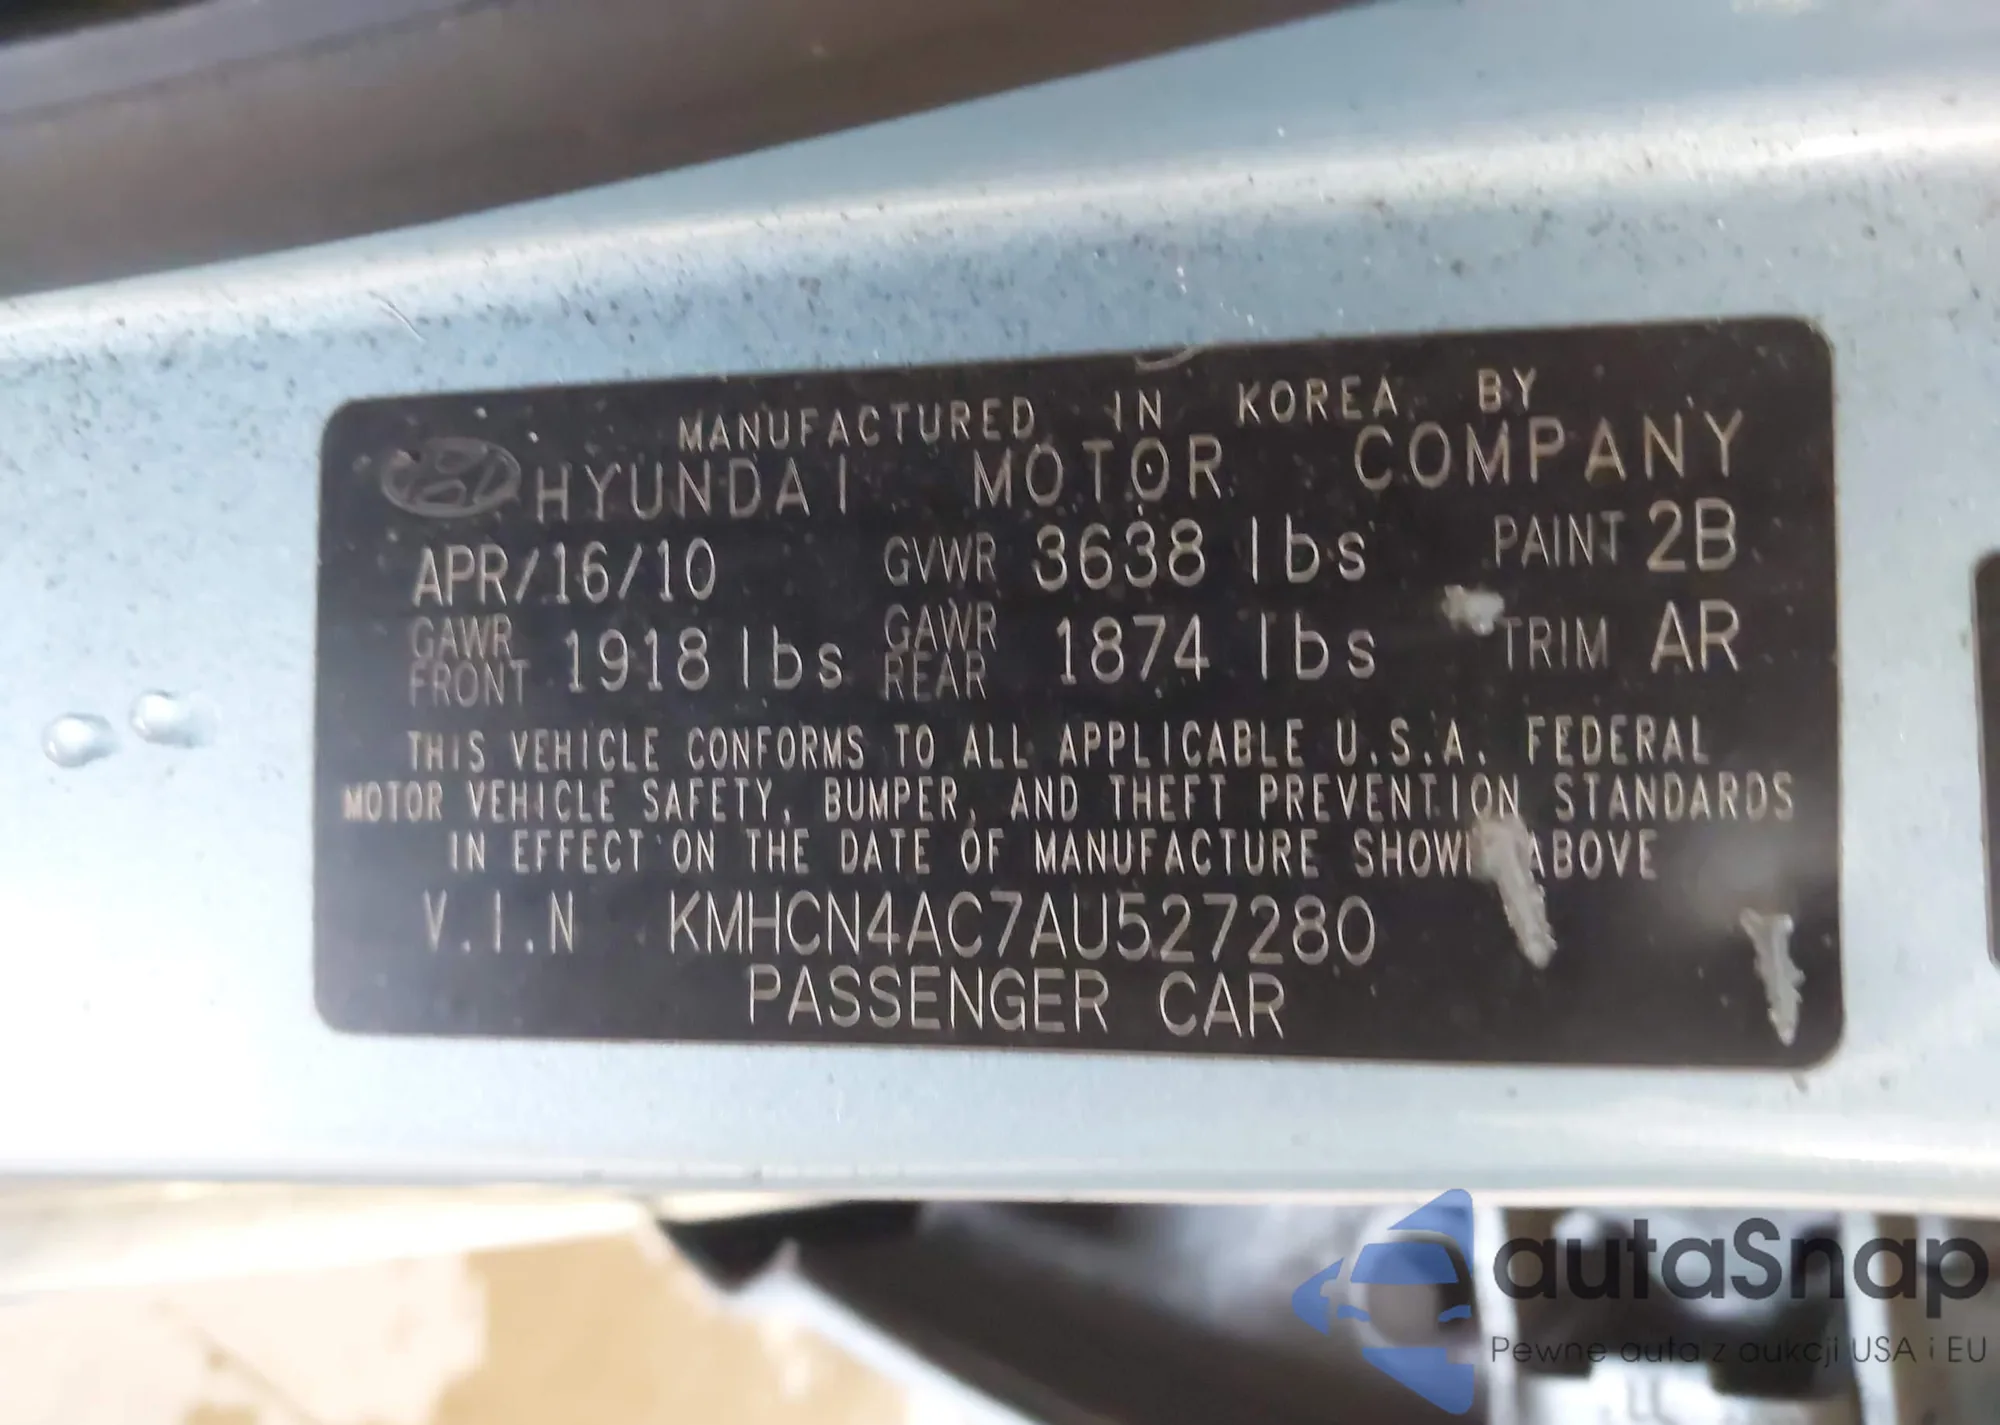 MANUFACTURED IN KOREA BY
HYUNDAI MOTOR COMPANY
APR/16/10 GVWR 3638 lbs PAINT 2B
GAWR FRONT 1918 lbs GAWR REAR 1874 lbs TRIM AR
THIS VEHICLE CONFORMS TO ALL APPLICABLE U.S.A. FEDERAL
MOTOR VEHICLE SAFETY, BUMPER, AND THEFT PREVENTION STANDARDS
IN EFFECT ON THE DATE OF MANUFACTURE SHOWN ABOVE
V.I.N KMHCN4AC7AU527280
PASSENGER CAR
autaSnap
Pewne auta z aukcji USA i EU